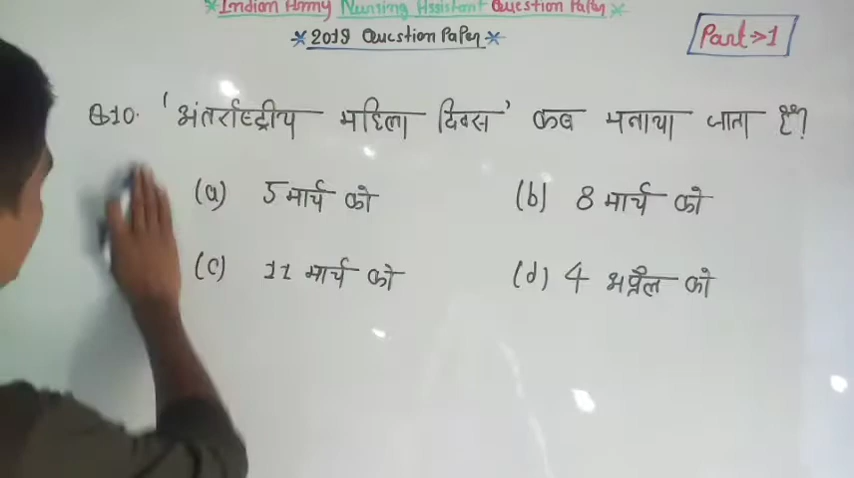 *Indian Army Nursing Assistant Question Paper*
*2019 Question Paper*
Part➢1
Q10. 'अंतर्राष्ट्रीय महिला दिवस' कब मनाया जाता है?
(a) 5 मार्च को (b) 8 मार्च को
(c) 11 मार्च को (d) 4 अप्रैल को